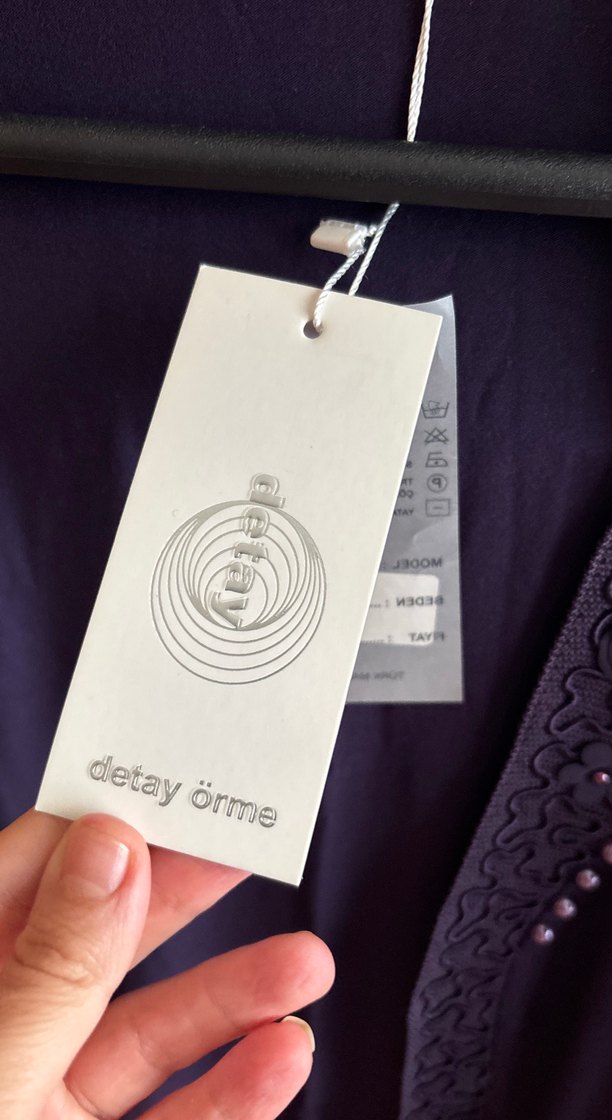 detay
detay örme
MODEL :
BEDEN : ....
FİYAT : ....